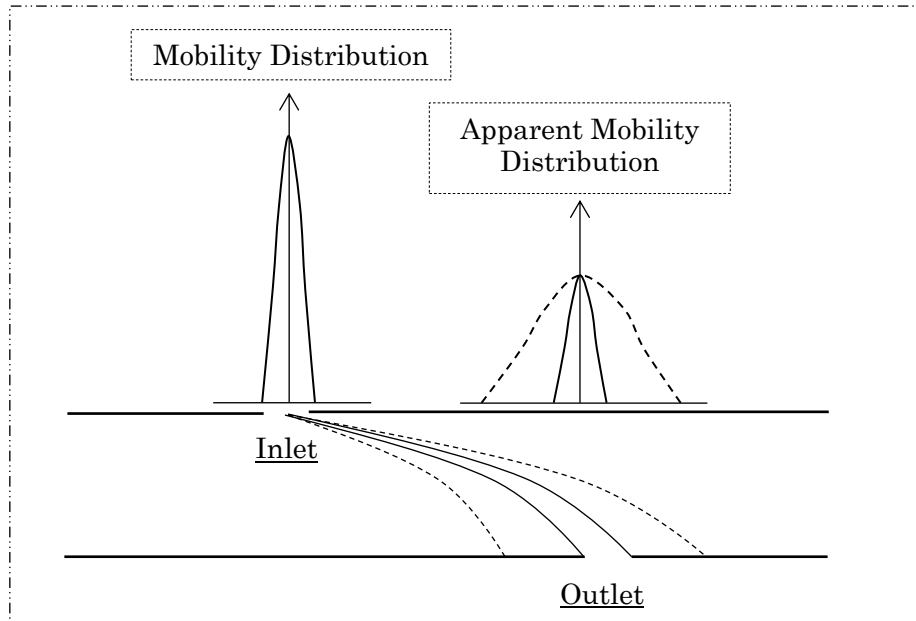 Mobility Distribution
Apparent Mobility
Distribution
Inlet
Outlet